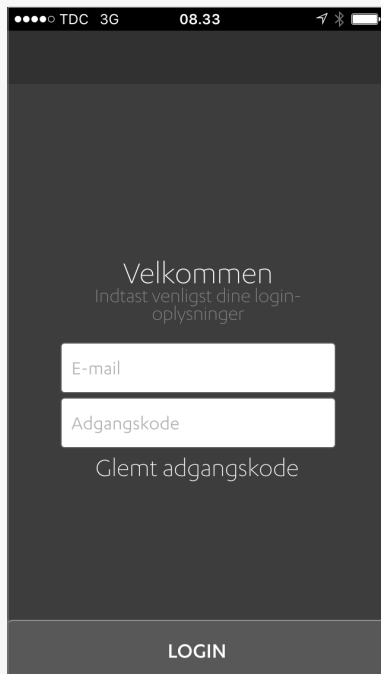 TDC 3G 08.33
Velkommen
Indtast venligst dine login-
oplysninger
E-mail
Adgangskode
Glemt adgangskode
LOGIN